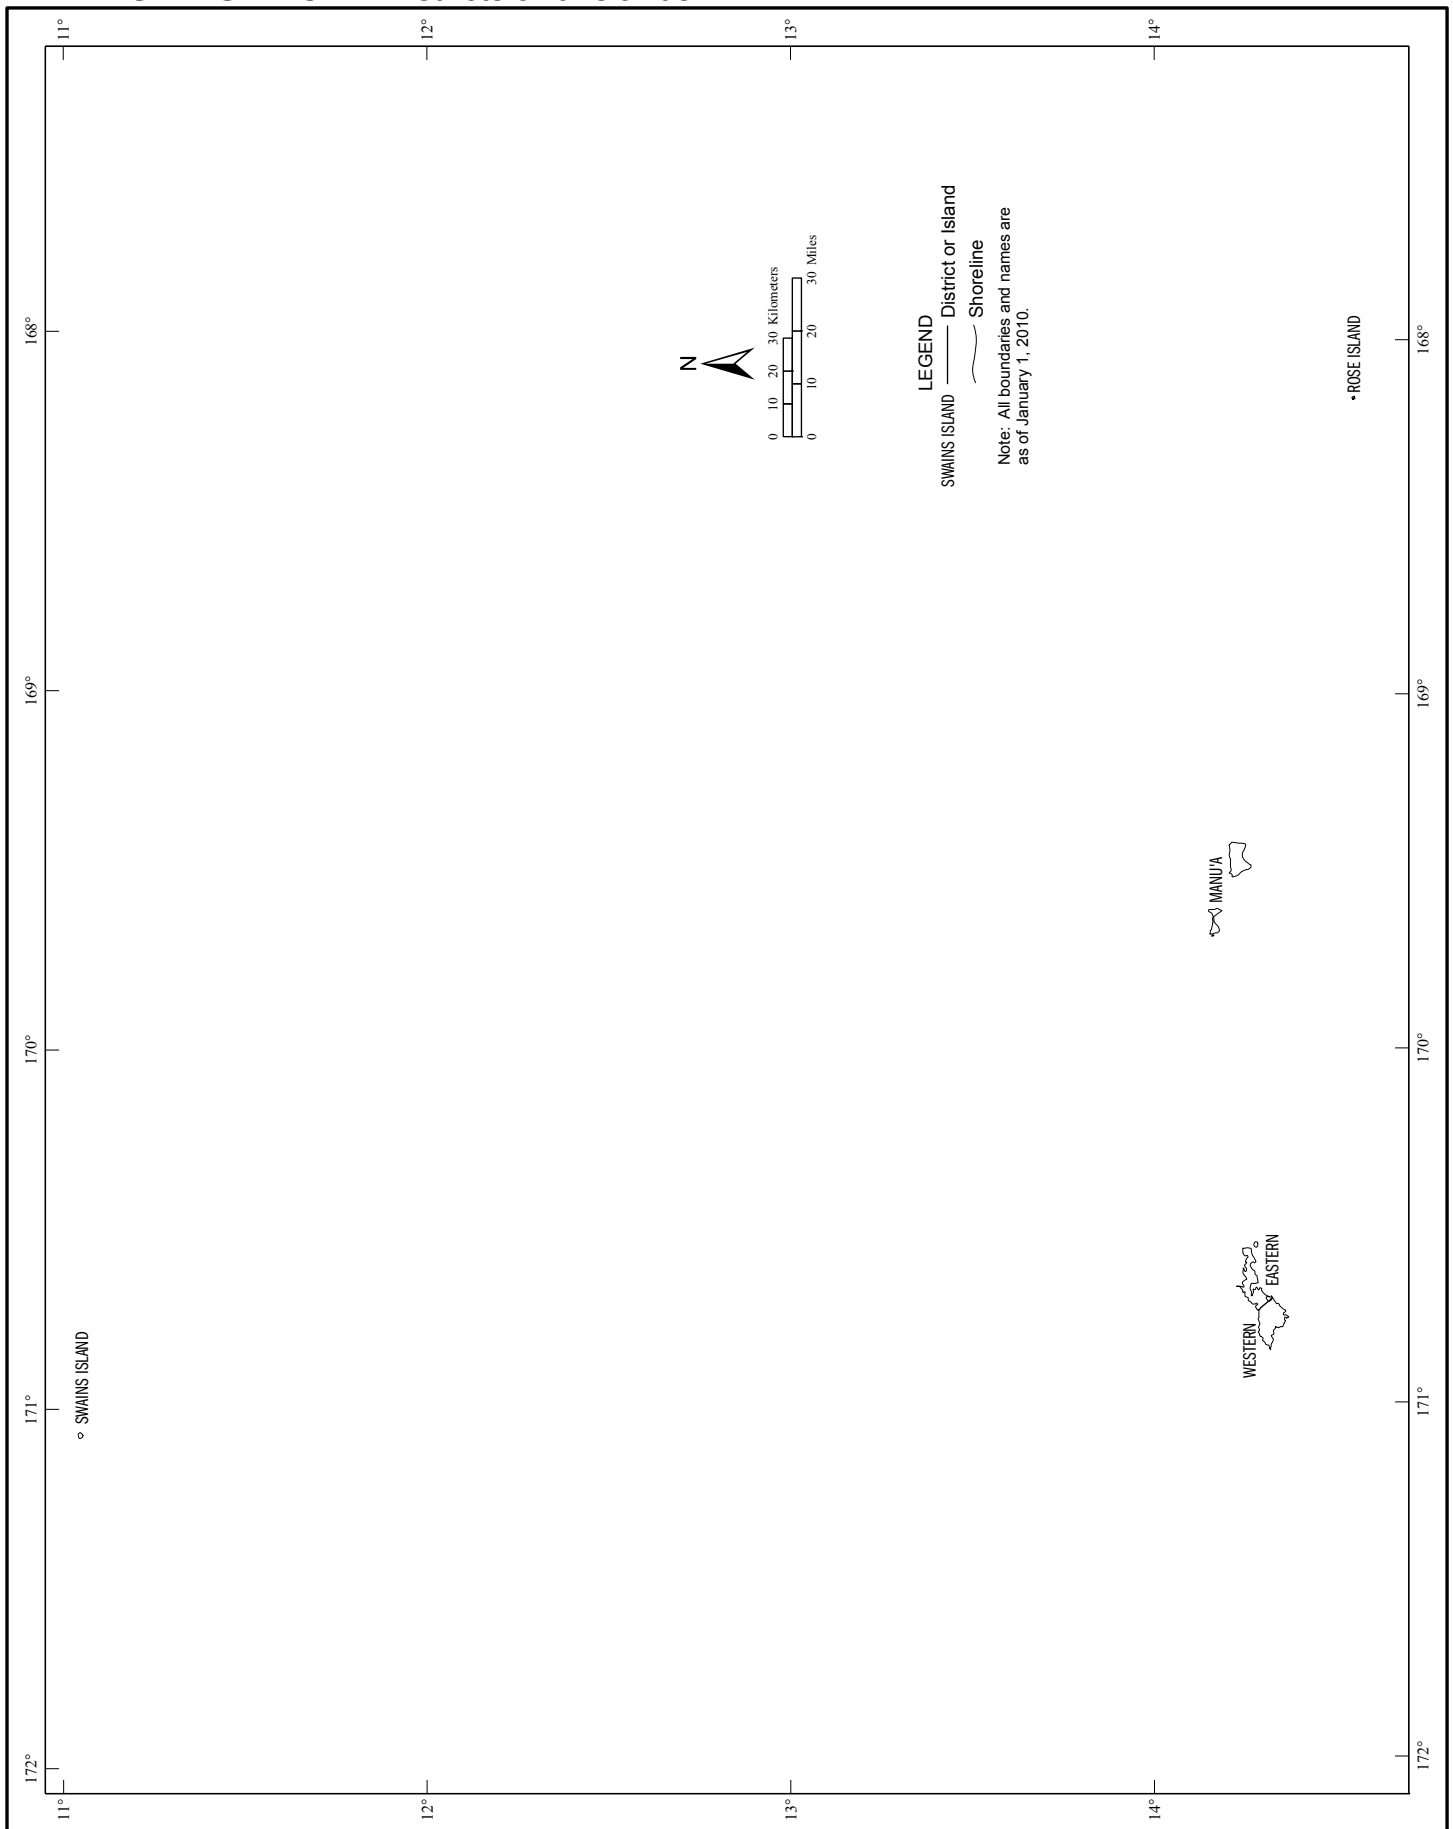 172° 171° 170° 169° 168°
11° 11°
SWAINS ISLAND
12° 12°
N
0 10 20 30 Kilometers
13° 13°
0 10 20 30 Miles
LEGEND
SWAINS ISLAND District or Island
Shoreline
Note: All boundaries and names are
as of January 1, 2010.
14° 14°
MANU'A
WESTERN
EASTERN
ROSE ISLAND
172° 171° 170° 169° 168°